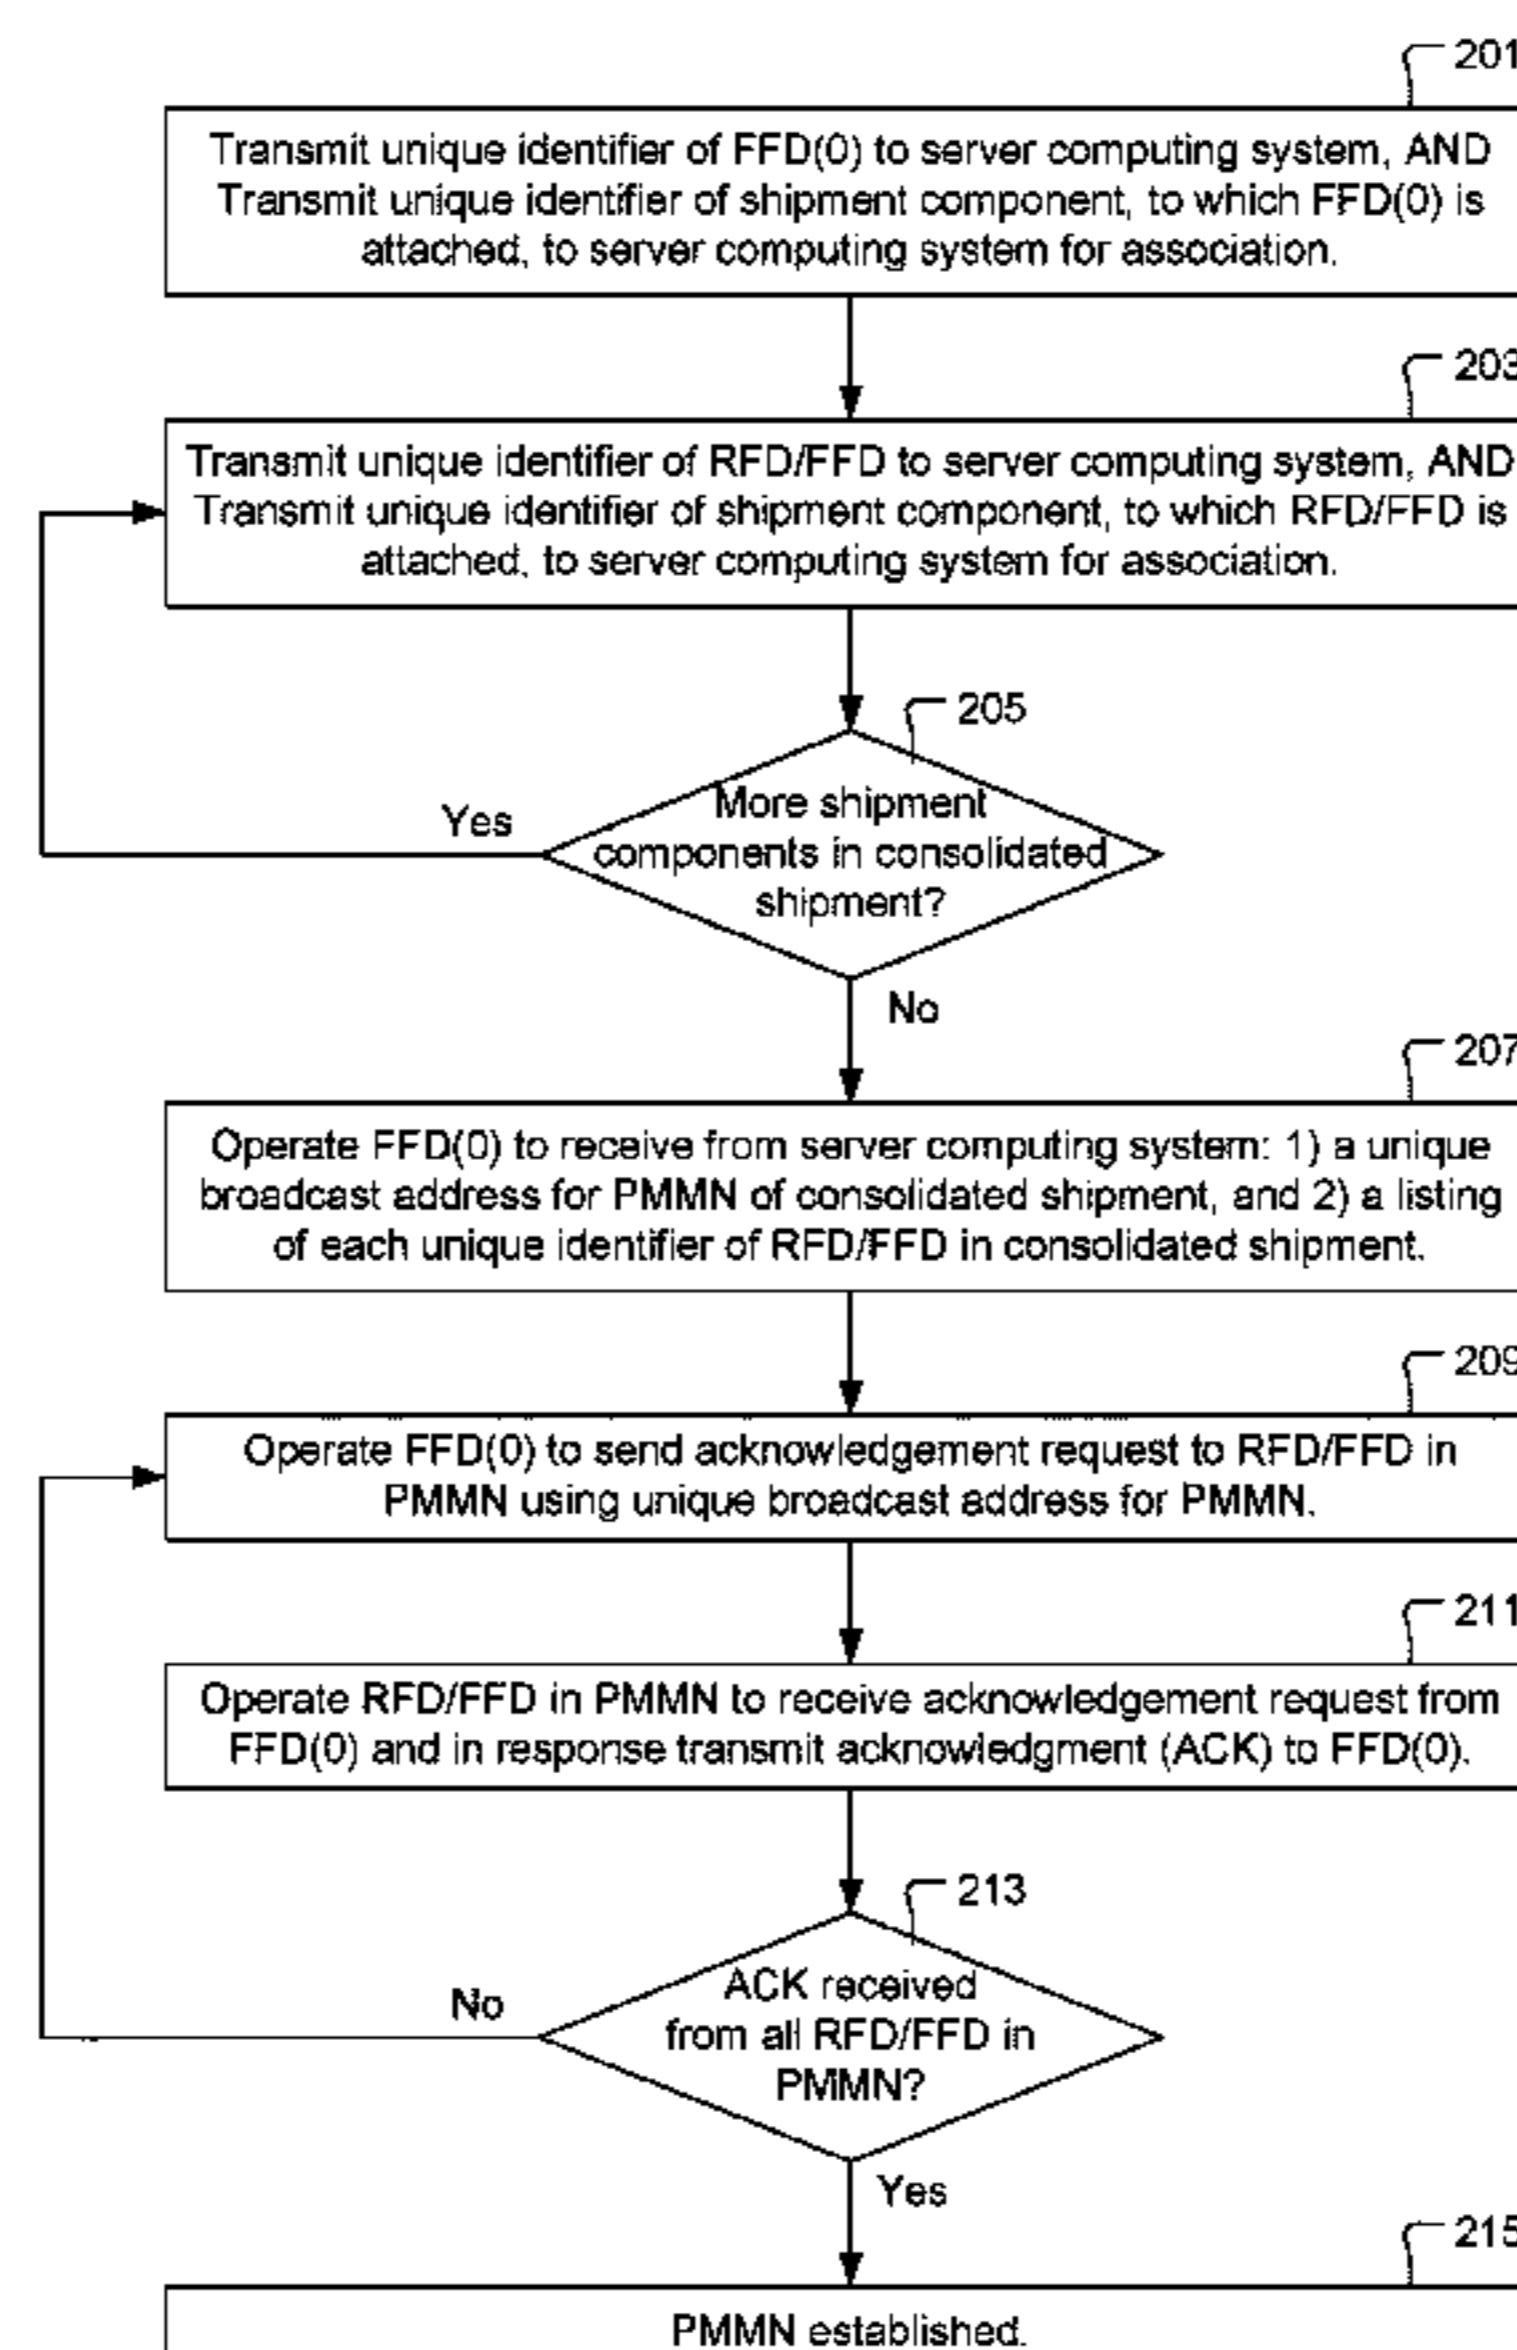 201
Transmit unique identifier of FFD(0) to server computing system, AND
Transmit unique identifier of shipment component, to which FFD(0) is
attached, to server computing system for association.
203
Transmit unique identifier of RFD/FFD to server computing system, AND
Transmit unique identifier of shipment component, to which RFD/FFD is
attached, to server computing system for association.
205
More shipment
components in consolidated
shipment?
Yes
No
207
Operate FFD(0) to receive from server computing system: 1) a unique
broadcast address for PMMN of consolidated shipment, and 2) a listing
of each unique identifier of RFD/FFD in consolidated shipment.
209
Operate FFD(0) to send acknowledgement request to RFD/FFD in
PMMN using unique broadcast address for PMMN.
211
Operate RFD/FFD in PMMN to receive acknowledgement request from
FFD(0) and in response transmit acknowledgment (ACK) to FFD(0).
213
ACK received
from all RFD/FFD in
PMMN?
No
Yes
215
PMMN established.